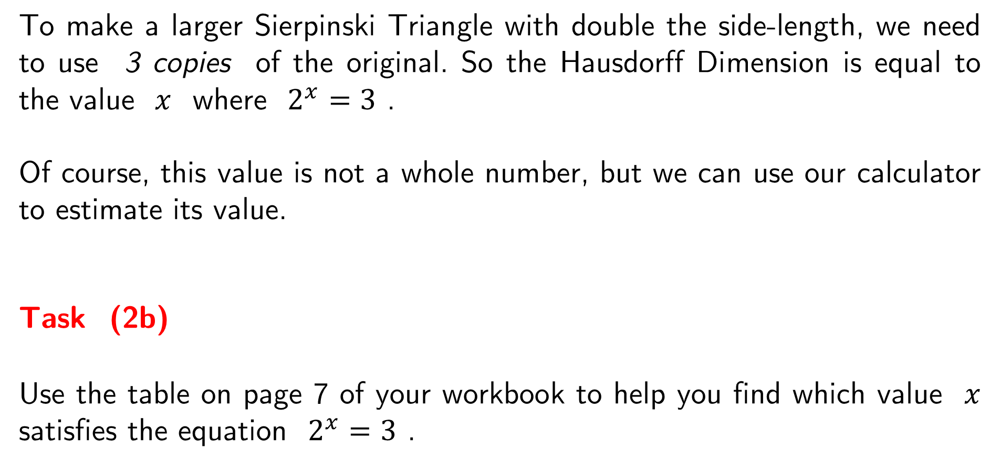 To make a larger Sierpinski Triangle with double the side-length, we need
to use 3 copies of the original. So the Hausdorff Dimension is equal to
the value x where 2ˣ = 3 .
Of course, this value is not a whole number, but we can use our calculator
to estimate its value.
Task (2b)
Use the table on page 7 of your workbook to help you find which value x
satisfies the equation 2ˣ = 3 .